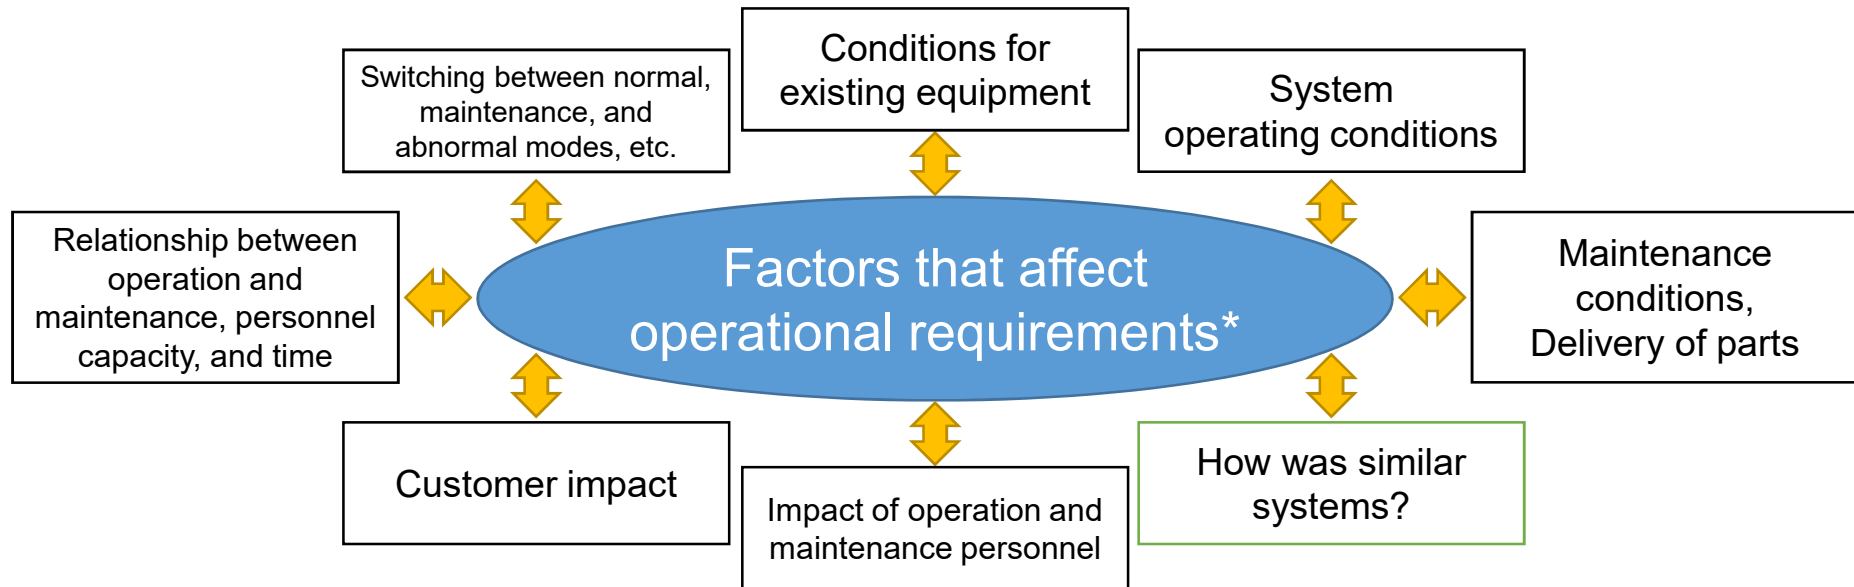 Conditions for
existing equipment
Switching between normal,
maintenance, and
abnormal modes, etc.
System
operating conditions
Relationship between
operation and
maintenance, personnel
capacity, and time
Factors that affect
operational requirements*
Maintenance
conditions,
Delivery of parts
Customer impact
Impact of operation and
maintenance personnel
How was similar
systems?